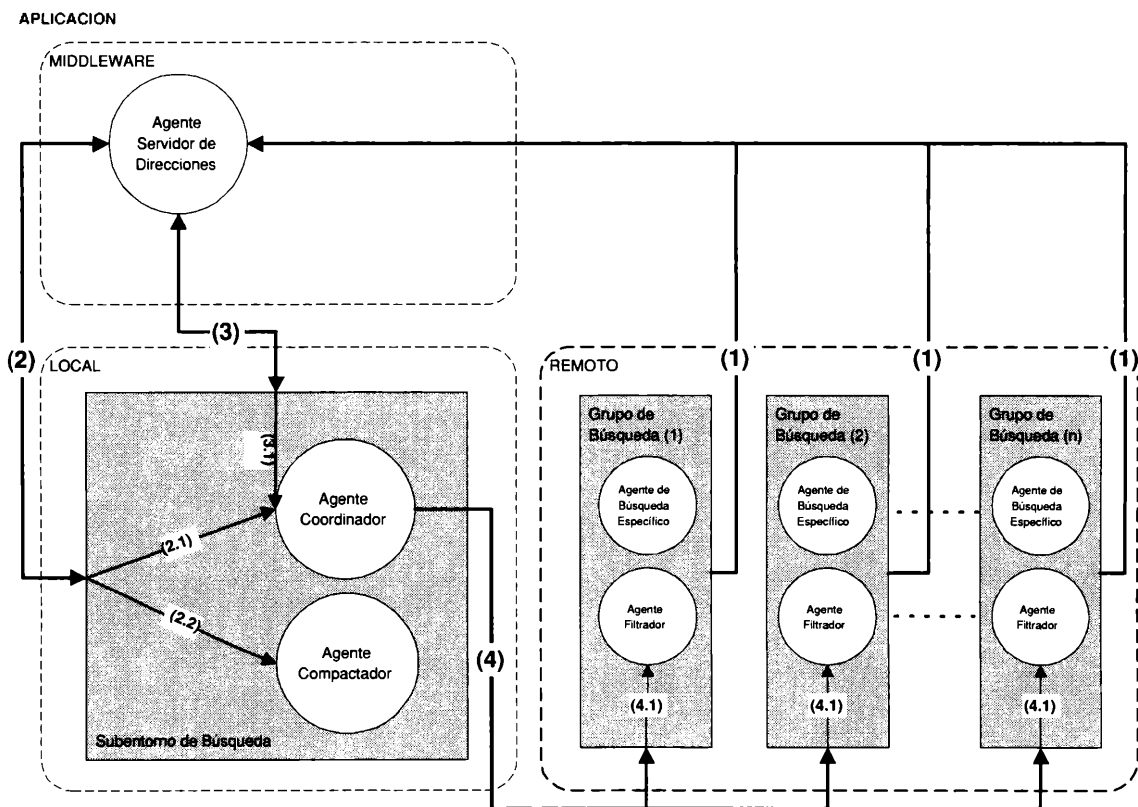 APLICACION
MIDDLEWARE
Agente
Servidor de
Direcciones
(3)
(2)
(1)
(1)
(1)
LOCAL
(3.1)
Agente
Coordinador
(2.1)
(2.2)
Agente
Compactador
(4)
Subentorno de Búsqueda
REMOTO
Grupo de
Búsqueda (1)
Agente de
Búsqueda
Específico
Agente
Filtrador
(4.1)
Grupo de
Búsqueda (2)
Agente de
Búsqueda
Específico
Agente
Filtrador
(4.1)
Grupo de
Búsqueda (n)
Agente de
Búsqueda
Específico
Agente
Filtrador
(4.1)